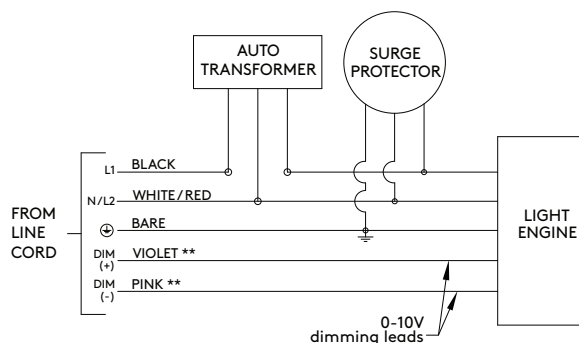 AUTO
TRANSFORMER
SURGE
PROTECTOR
L1 BLACK
N/L2 WHITE/RED
BARE
DIM
(+)
VIOLET **
DIM
(-)
PINK **
FROM
LINE
CORD
LIGHT
ENGINE
0-10V
dimming leads